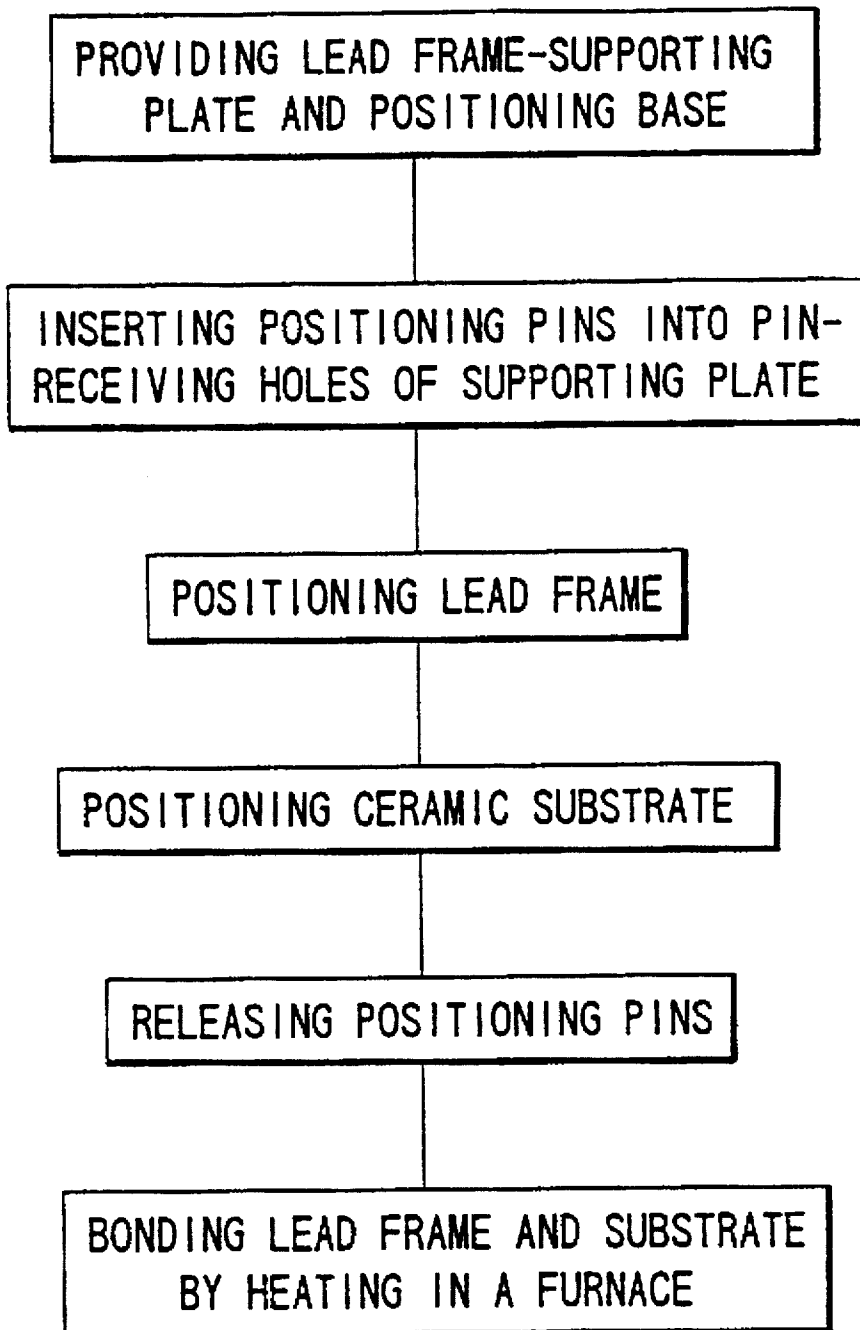 PROVIDING LEAD FRAME-SUPPORTING
PLATE AND POSITIONING BASE
INSERTING POSITIONING PINS INTO PIN-
RECEIVING HOLES OF SUPPORTING PLATE
POSITIONING LEAD FRAME
POSITIONING CERAMIC SUBSTRATE
RELEASING POSITIONING PINS
BONDING LEAD FRAME AND SUBSTRATE
BY HEATING IN A FURNACE